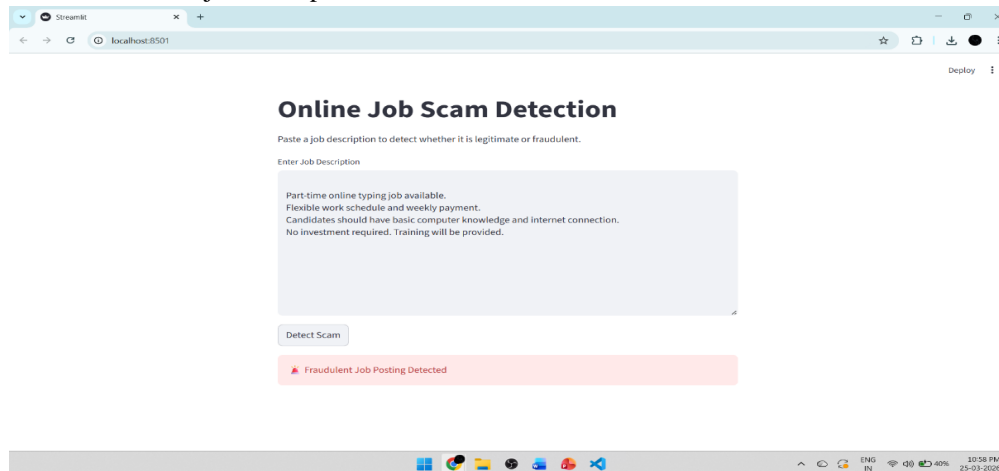 Streamlit
localhost:8501
Deploy
Online Job Scam Detection
Paste a job description to detect whether it is legitimate or fraudulent.
Enter Job Description
Part-time online typing job available.
Flexible work schedule and weekly payment.
Candidates should have basic computer knowledge and internet connection.
No investment required. Training will be provided.
Detect Scam
Fraudulent Job Posting Detected
ENG
IN
40%
10:58 PM
25-03-2026